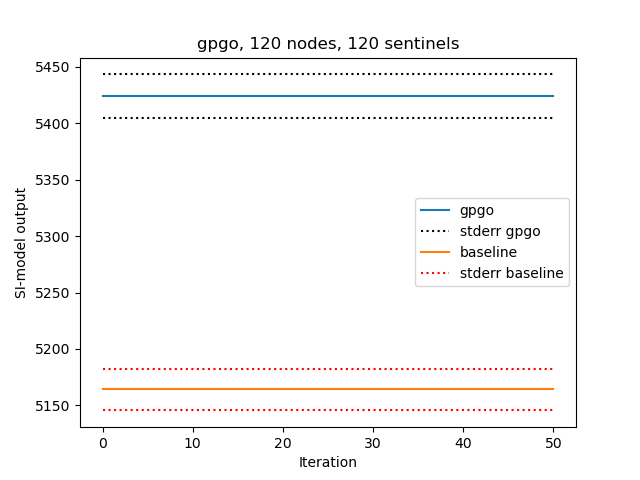 gpgo, 120 nodes, 120 sentinels
5450
5400
5350
5300
5250
5200
5150
SI-model output
gpgo
stderr gpgo
baseline
stderr baseline
0 10 20 30 40 50
Iteration